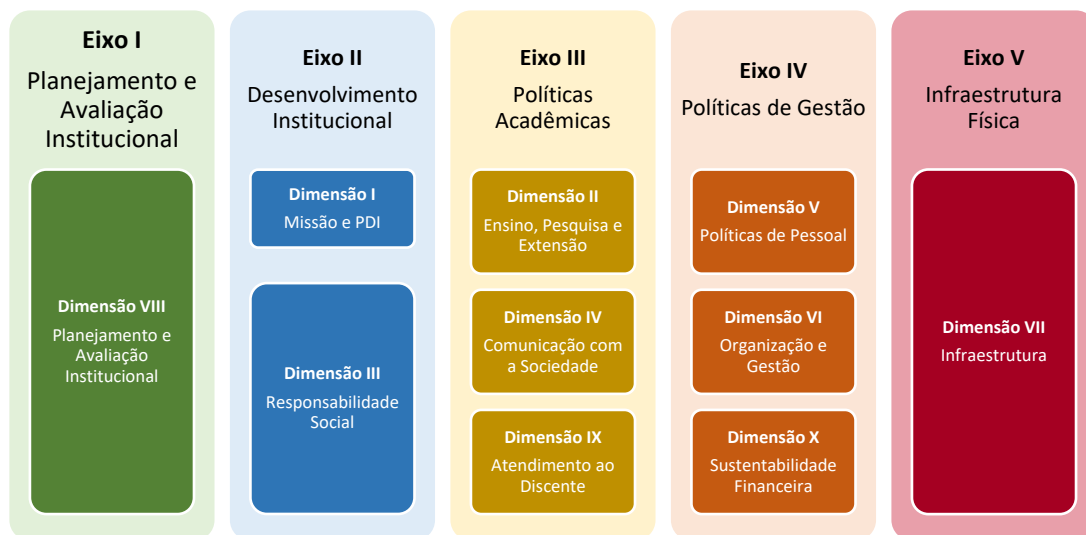 Eixo I
Planejamento e
Avaliação
Institucional
Dimensão VIII
Planejamento e
Avaliação
Institucional
Eixo II
Desenvolvimento
Institucional
Dimensão I
Missão e PDI
Dimensão III
Responsabilidade
Social
Eixo III
Políticas
Acadêmicas
Dimensão II
Ensino, Pesquisa e
Extensão
Dimensão IV
Comunicação com
a Sociedade
Dimensão IX
Atendimento ao
Discente
Eixo IV
Políticas de Gestão
Dimensão V
Políticas de Pessoal
Dimensão VI
Organização e
Gestão
Dimensão X
Sustentabilidade
Financeira
Eixo V
Infraestrutura
Física
Dimensão VII
Infraestrutura